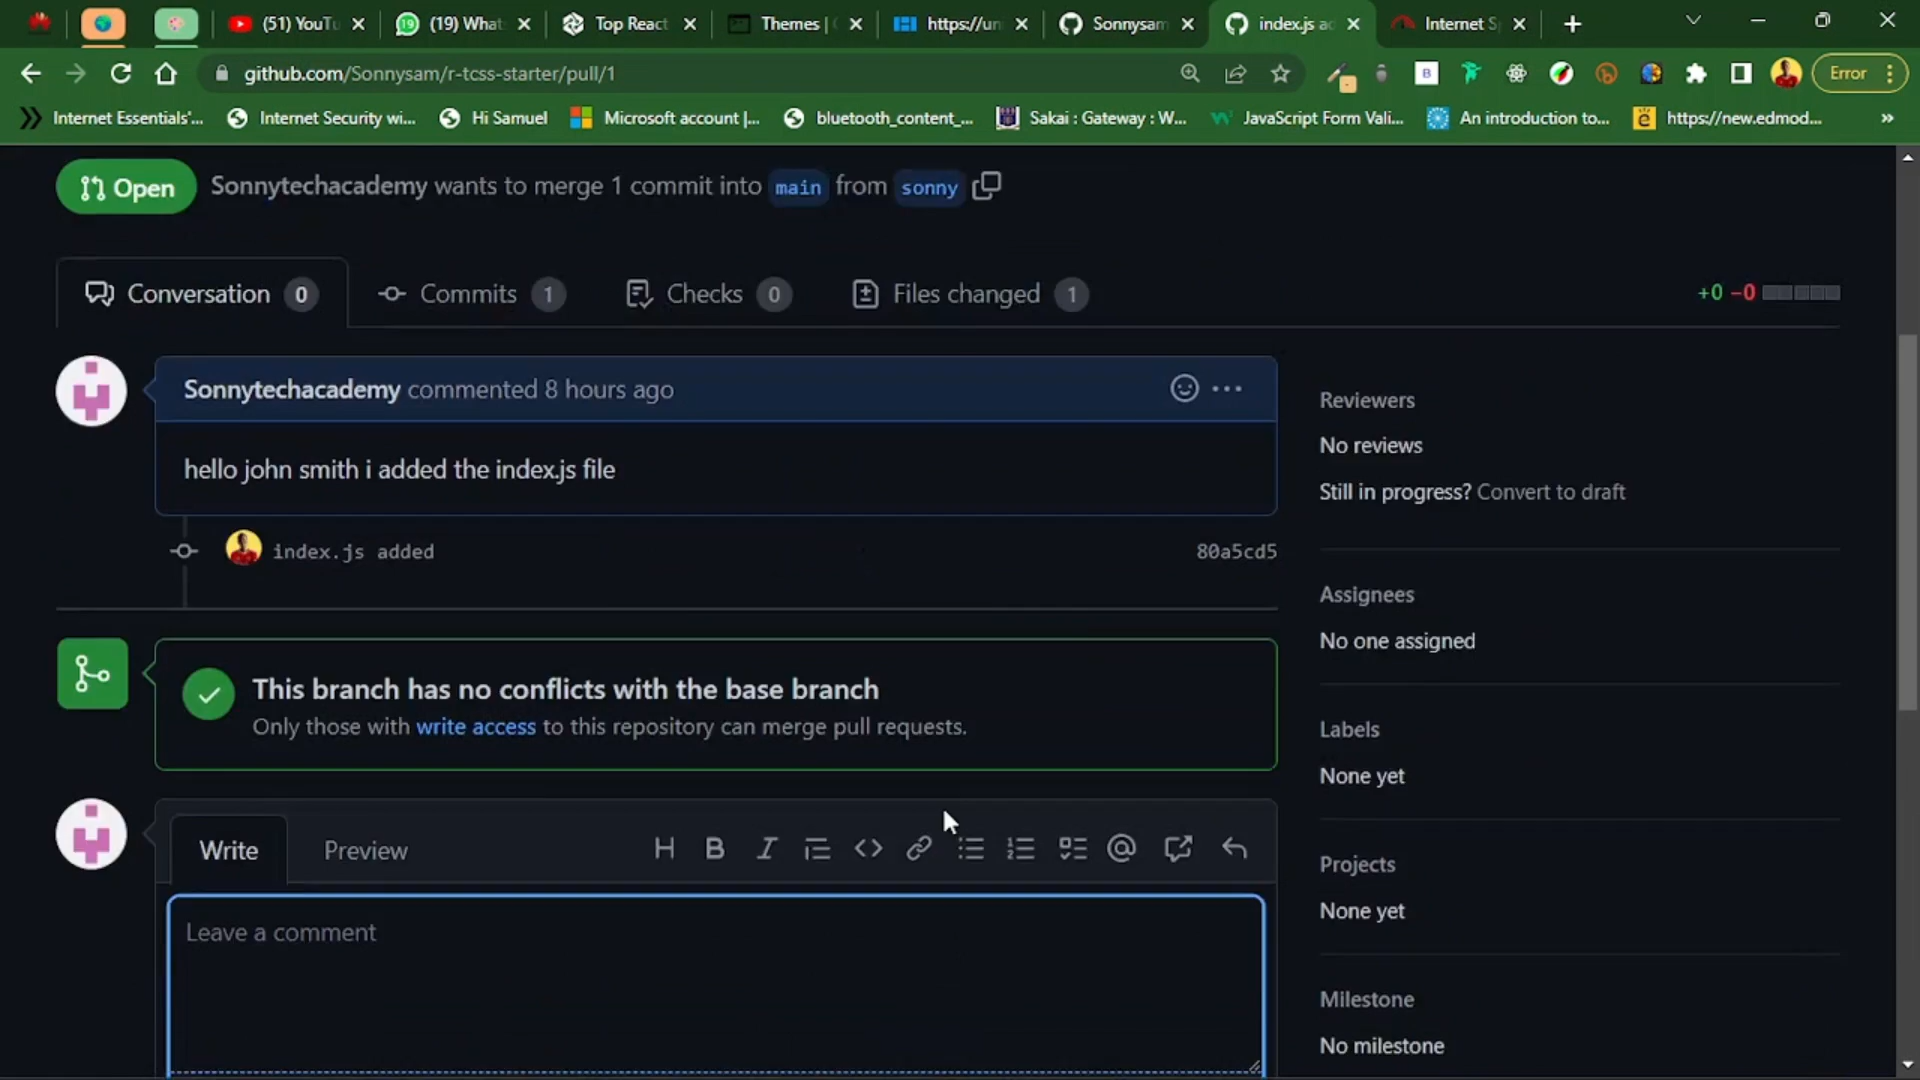 (51) YouTu
(19) What
Top React
Themes | (
https://un
Sonnysam
index.js ad
Internet S
github.com/Sonnysam/r-tcss-starter/pull/1
Error
Internet Essentials'...
Internet Security wi...
Hi Samuel
Microsoft account |...
bluetooth_content_...
Sakai : Gateway : W...
JavaScript Form Vali...
An introduction to...
https://new.edmod...
Open
Sonnytechacademy wants to merge 1 commit into main from sonny
Conversation 0
Commits 1
Checks 0
Files changed 1
+0 −0
Sonnytechacademy commented 8 hours ago
hello john smith i added the index.js file
index.js added
80a5cd5
This branch has no conflicts with the base branch
Only those with write access to this repository can merge pull requests.
Write
Preview
Leave a comment
Reviewers
No reviews
Still in progress? Convert to draft
Assignees
No one assigned
Labels
None yet
Projects
None yet
Milestone
No milestone